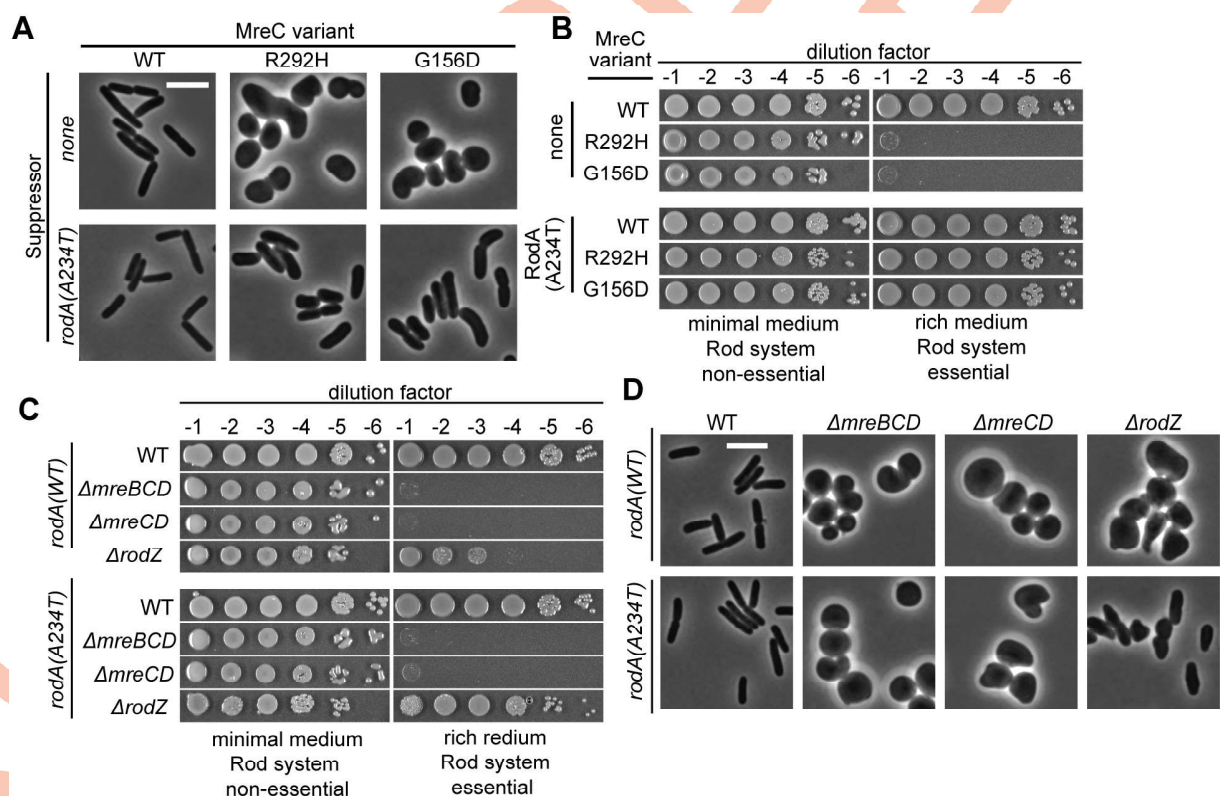 A
MreC variant
WT R292H G156D
Suppressor
none
rodA(A234T)
B
MreC
variant
dilution factor
-1 -2 -3 -4 -5 -6 -1 -2 -3 -4 -5 -6
none
WT
R292H
G156D
RodA
(A234T)
WT
R292H
G156D
minimal medium
Rod system
non-essential
rich medium
Rod system
essential
C
dilution factor
-1 -2 -3 -4 -5 -6 -1 -2 -3 -4 -5 -6
rodA(WT)
WT
ΔmreBCD
ΔmreCD
ΔrodZ
rodA(A234T)
WT
ΔmreBCD
ΔmreCD
ΔrodZ
minimal medium
Rod system
non-essential
rich redium
Rod system
essential
D
WT ΔmreBCD ΔmreCD ΔrodZ
rodA(WT)
rodA(A234T)